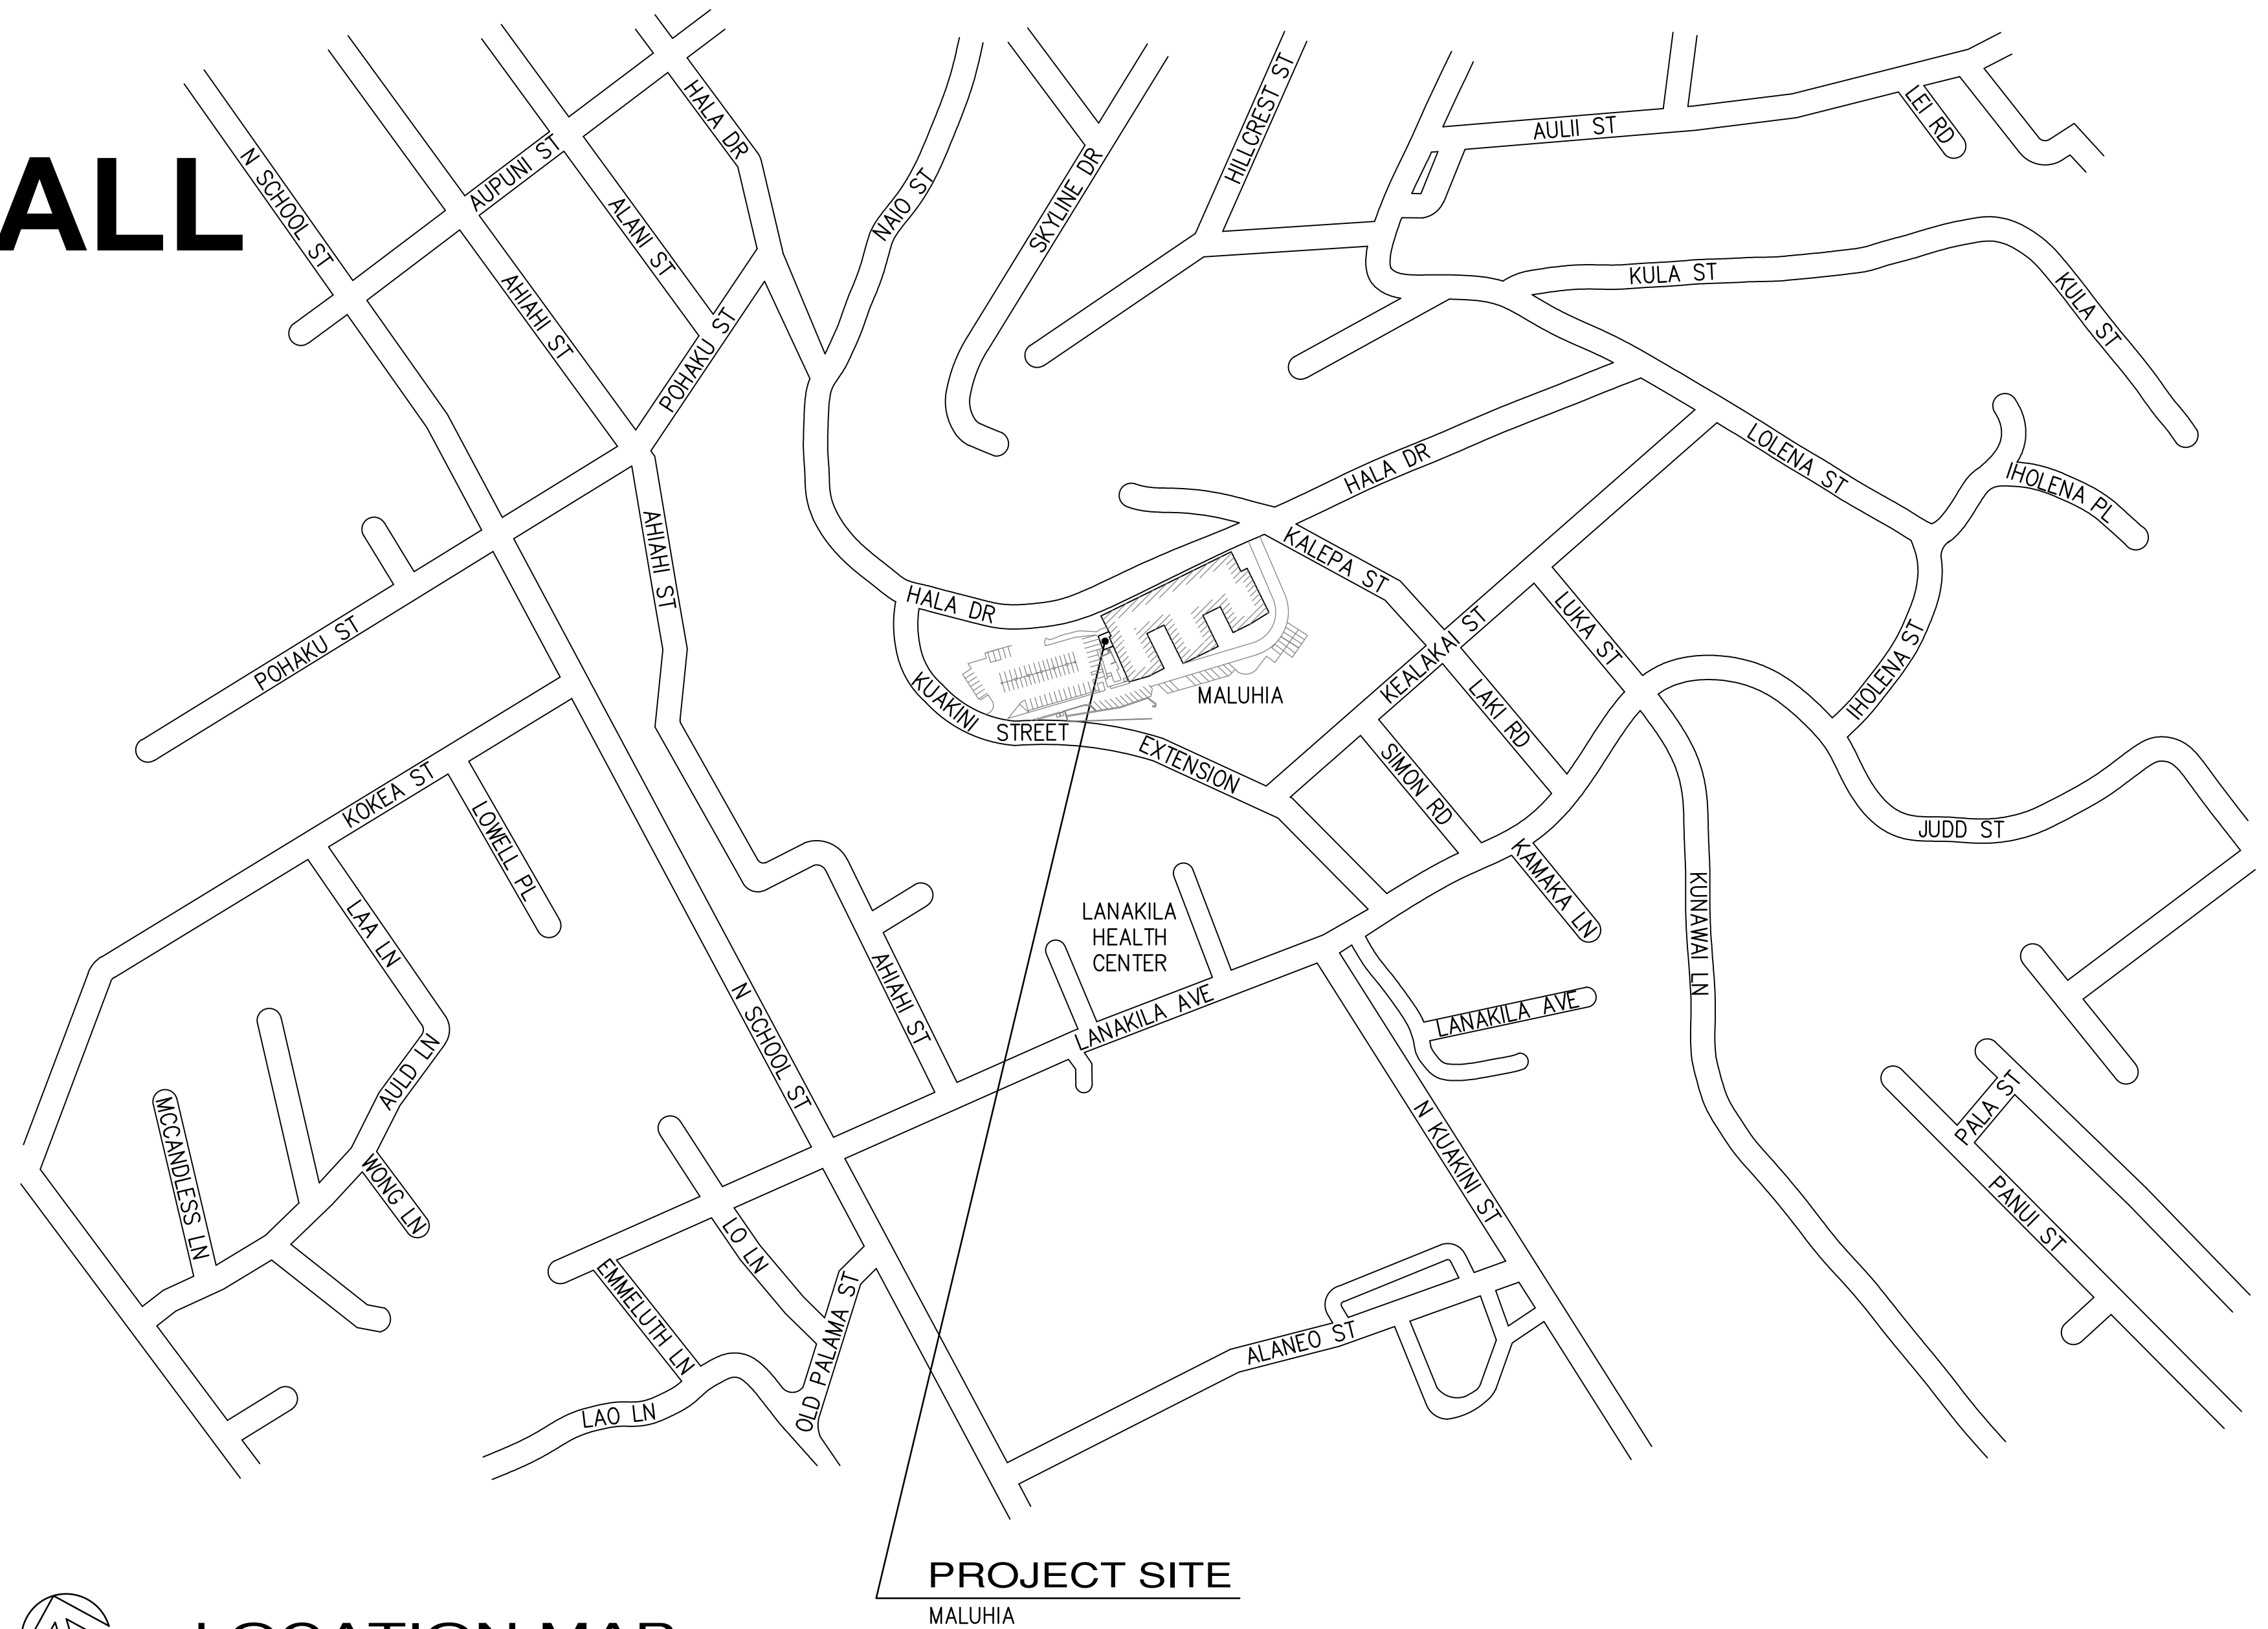 ALL
N SCHOOL ST
AUPUNI ST
HALA DR
ALANI ST
AHIAHI ST
POHAKU ST
NAIO ST
SKYLINE DR
HILLCREST ST
AULII ST
LEI RD
KULA ST
KULA ST
HALA DR
LOLENA ST
IHOLENA PL
AHIAHI ST
HALA DR
KALEPA ST
KEALAKAI ST
LUKA ST
IHOLENA ST
POHAKU ST
KUAKINI
STREET
EXTENSION
MALUHIA
LAKI RD
SIMON RD
KOKEA ST
LOWELL PL
JUDD ST
KAMAKA LN
KUNAWAI LN
LAA LN
LANAKILA
HEALTH
CENTER
AHIAHI ST
N SCHOOL ST
LANAKILA AVE
LANAKILA AVE
AULD LN
MCCANDLESS LN
WONG LN
N KUAKINI ST
PALA ST
PANUI ST
LO LN
EMMELUTH LN
OLD PALAMA ST
ALANEO ST
LAO LN
PROJECT SITE
MALUHIA
LOCATION MAP